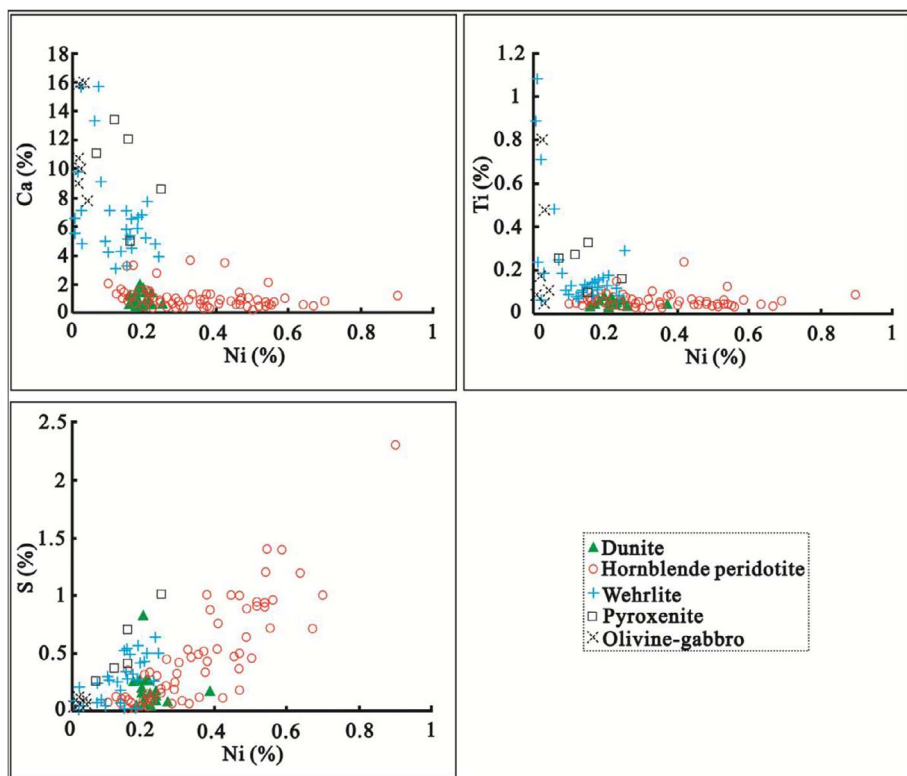 18
16
14
12
10
8
6
4
2
0
Ca (%)
0 0.2 0.4 0.6 0.8 1
Ni (%)
1.2
1
0.8
0.6
0.4
0.2
0
Ti (%)
0 0.2 0.4 0.6 0.8 1
Ni (%)
2.5
2
1.5
1
0.5
0
S (%)
0 0.2 0.4 0.6 0.8 1
Ni (%)
Dunite
Hornblende peridotite
Wehrlite
Pyroxenite
Olivine-gabbro